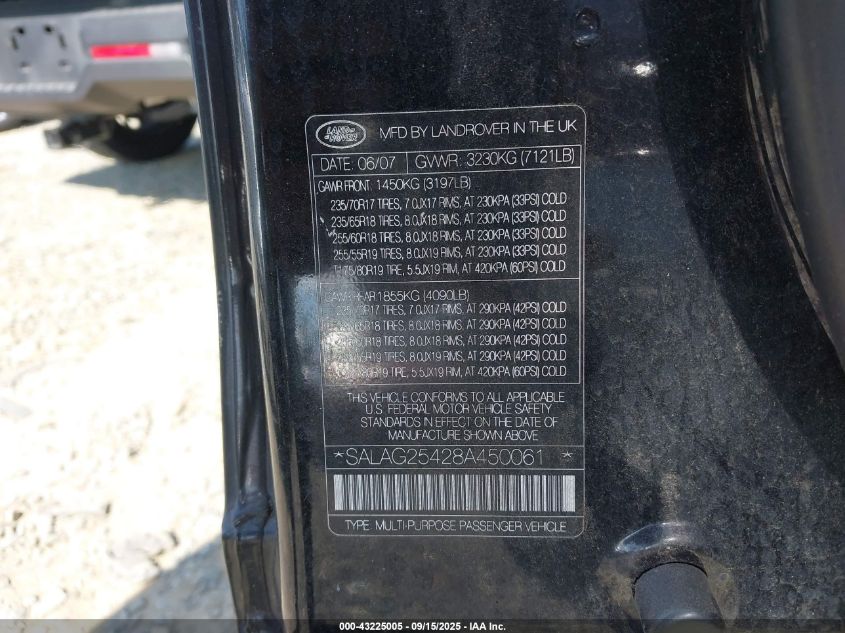 LAND ROVER
MFD BY LANDROVER IN THE UK
DATE: 06/07 GVWR: 3230KG (7121LB)
GAWR FRONT: 1450KG (3197LB)
235/70R17 TIRES, 7.0JX17 RIMS, AT 230KPA (33PSI) COLD
235/65R18 TIRES, 8.0JX18 RIMS, AT 230KPA (33PSI) COLD
255/60R18 TIRES, 8.0JX18 RIMS, AT 230KPA (33PSI) COLD
255/55R19 TIRES, 8.0JX19 RIMS, AT 230KPA (33PSI) COLD
T175/80R19 TIRE, 5.5JX19 RIM, AT 420KPA (60PSI) COLD
GAWR REAR 1855KG (4090LB)
TIRES, 7.0JX17 RIMS, AT 290KPA (42PSI) COLD
TIRES, 8.0JX18 RIMS, AT 290KPA (42PSI) COLD
TIRES, 8.0JX18 RIMS, AT 290KPA (42PSI) COLD
TIRES, 8.0JX19 RIMS, AT 290KPA (42PSI) COLD
TIRE, 5.5JX19 RIM, AT 420KPA (60PSI) COLD
THIS VEHICLE CONFORMS TO ALL APPLICABLE
U.S. FEDERAL MOTOR VEHICLE SAFETY
STANDARDS IN EFFECT ON THE DATE OF
MANUFACTURE SHOWN ABOVE
*SALAG25428A450061*
TYPE: MULTI-PURPOSE PASSENGER VEHICLE
000-43225005 - 09/15/2025 - IAA Inc.